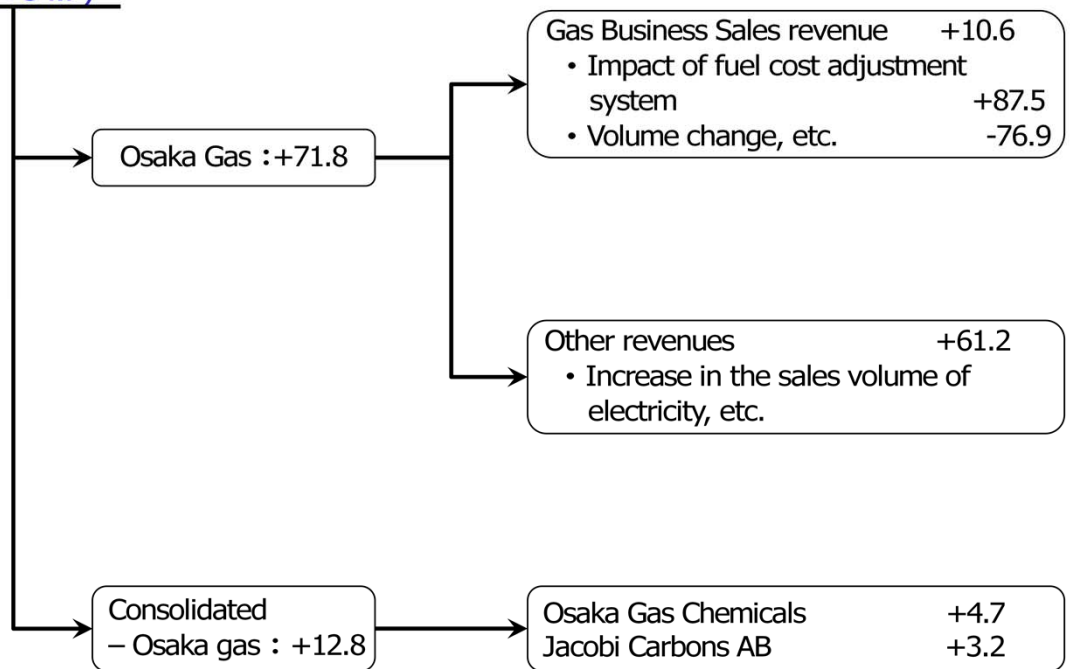 Osaka Gas :+71.8
Gas Business Sales revenue +10.6
・Impact of fuel cost adjustment
system +87.5
・Volume change, etc. -76.9
Other revenues +61.2
・Increase in the sales volume of
electricity, etc.
Consolidated
– Osaka gas : +12.8
Osaka Gas Chemicals +4.7
Jacobi Carbons AB +3.2